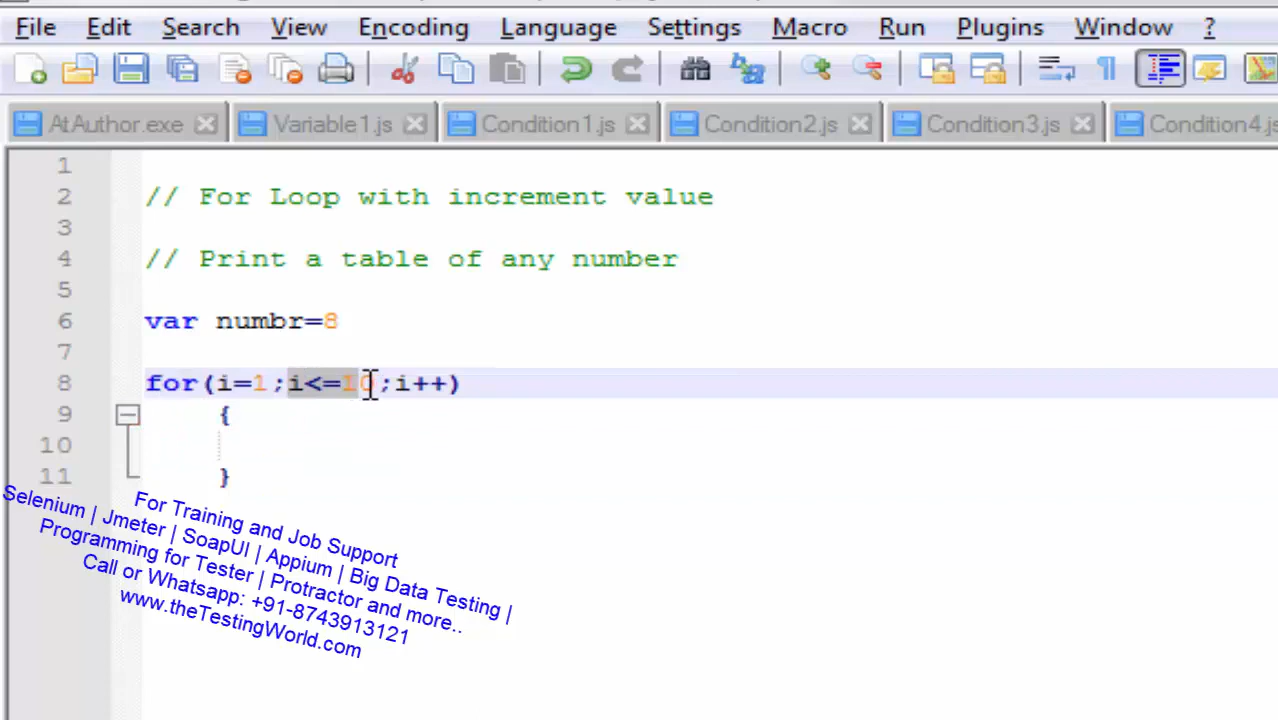 File Edit Search View Encoding Language Settings Macro Run Plugins Window ?
AtAuthor.exe Variable1.js Condition1.js Condition2.js Condition3.js Condition4.js
1
2 // For Loop with increment value
3
4 // Print a table of any number
5
6 var numbr=8
7
8 for(i=1;i<=10;i++)
9 {
10
11 }
For Training and Job Support
Selenium | Jmeter | SoapUI | Appium | Big Data Testing |
Programming for Tester | Protractor and more..
Call or Whatsapp: +91-8743913121
www.theTestingWorld.com